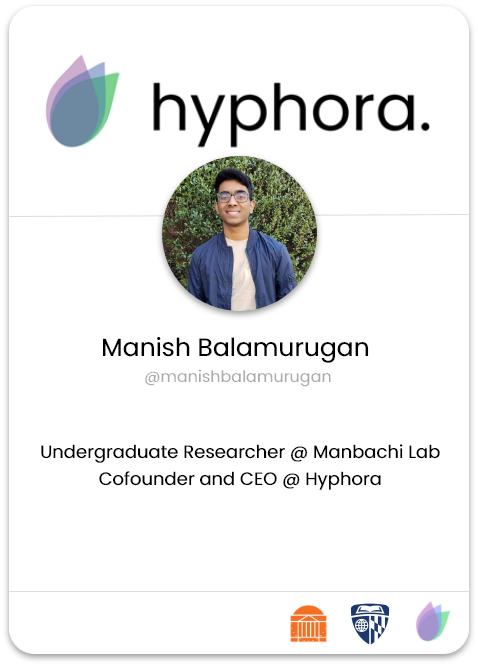 hyphora.
Manish Balamurugan
@manishbalamurugan
Undergraduate Researcher @ Manbachi Lab
Cofounder and CEO @ Hyphora